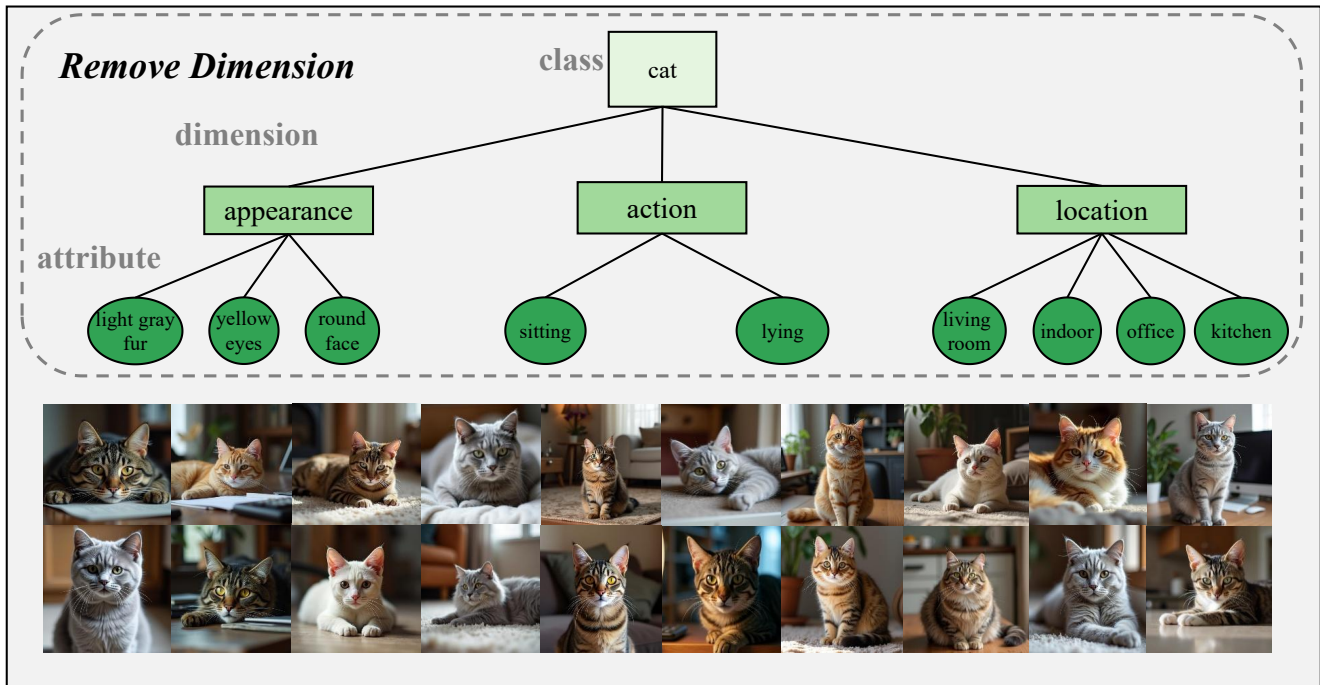 Remove Dimension
class
cat
dimension
appearance
action
location
attribute
light gray
fur
yellow
eyes
round
face
sitting
lying
living
room
indoor
office
kitchen